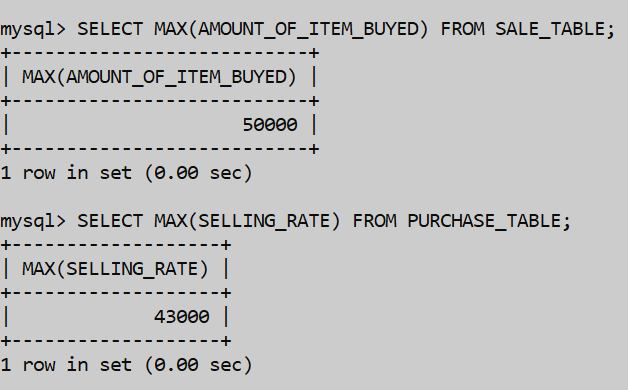 mysql> SELECT MAX(AMOUNT_OF_ITEM_BUYED) FROM SALE_TABLE;
+---------------------------+
| MAX(AMOUNT_OF_ITEM_BUYED) |
+---------------------------+
|                     50000 |
+---------------------------+
1 row in set (0.00 sec)

mysql> SELECT MAX(SELLING_RATE) FROM PURCHASE_TABLE;
+-------------------+
| MAX(SELLING_RATE) |
+-------------------+
|             43000 |
+-------------------+
1 row in set (0.00 sec)